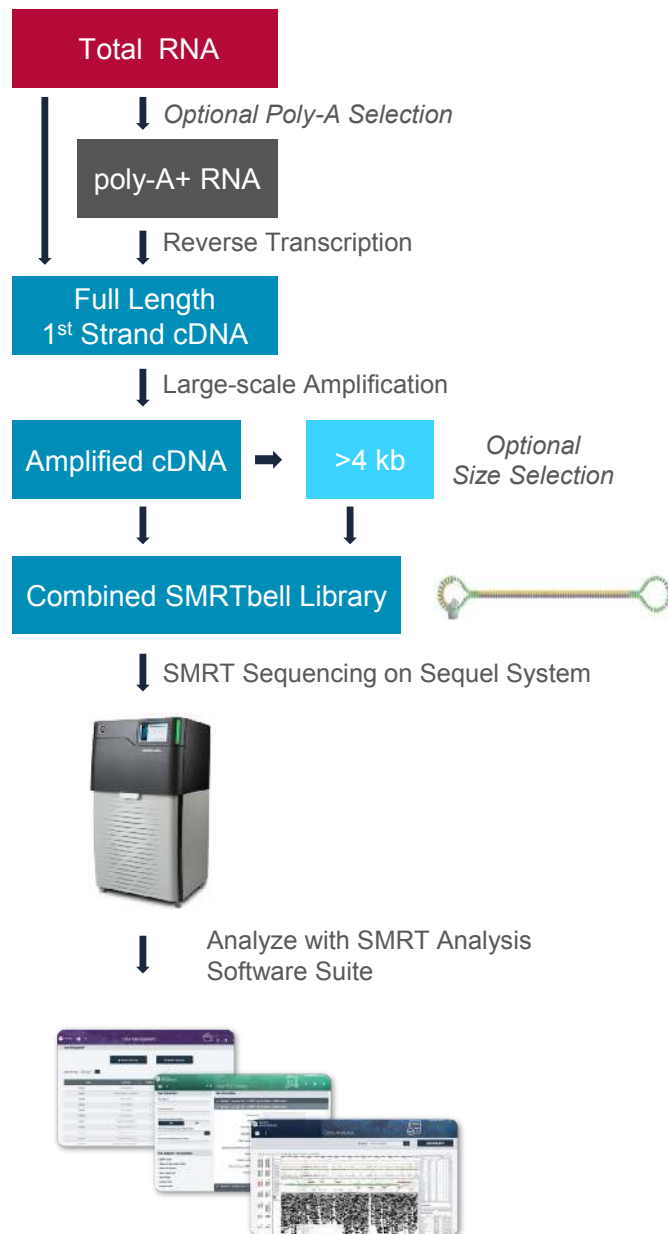 Total RNA
Optional Poly-A Selection
poly-A+ RNA
Reverse Transcription
Full Length
1st Strand cDNA
Large-scale Amplification
Amplified cDNA
>4 kb
Optional
Size Selection
Combined SMRTbell Library
SMRT Sequencing on Sequel System
Analyze with SMRT Analysis
Software Suite
Data Management